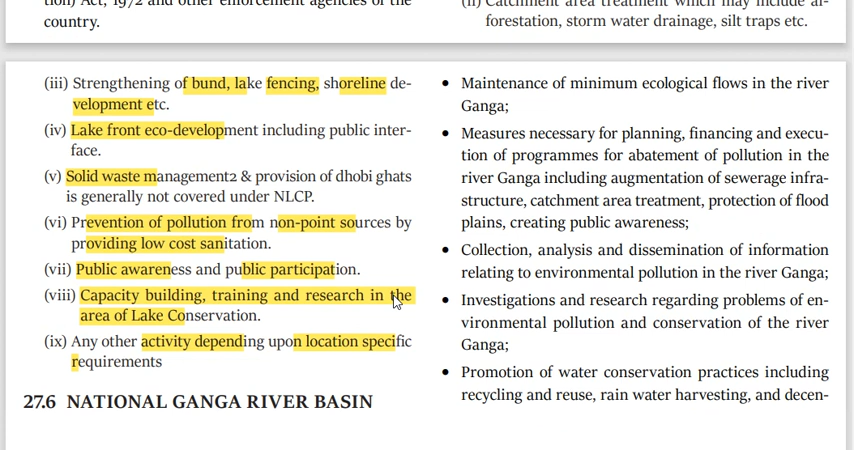 tion) Act, 1972 and other enforcement agencies of the
country.
(ii) Catchment area treatment which may include af-
forestation, storm water drainage, silt traps etc.
(iii) Strengthening of bund, lake fencing, shoreline de-
velopment etc.
(iv) Lake front eco-development including public inter-
face.
(v) Solid waste management2 & provision of dhobi ghats
is generally not covered under NLCP.
(vi) Prevention of pollution from non-point sources by
providing low cost sanitation.
(vii) Public awareness and public participation.
(viii) Capacity building, training and research in the
area of Lake Conservation.
(ix) Any other activity depending upon location specific
requirements
27.6 NATIONAL GANGA RIVER BASIN
• Maintenance of minimum ecological flows in the river
Ganga;
• Measures necessary for planning, financing and execu-
tion of programmes for abatement of pollution in the
river Ganga including augmentation of sewerage infra-
structure, catchment area treatment, protection of flood
plains, creating public awareness;
• Collection, analysis and dissemination of information
relating to environmental pollution in the river Ganga;
• Investigations and research regarding problems of en-
vironmental pollution and conservation of the river
Ganga;
• Promotion of water conservation practices including
recycling and reuse, rain water harvesting, and decen-